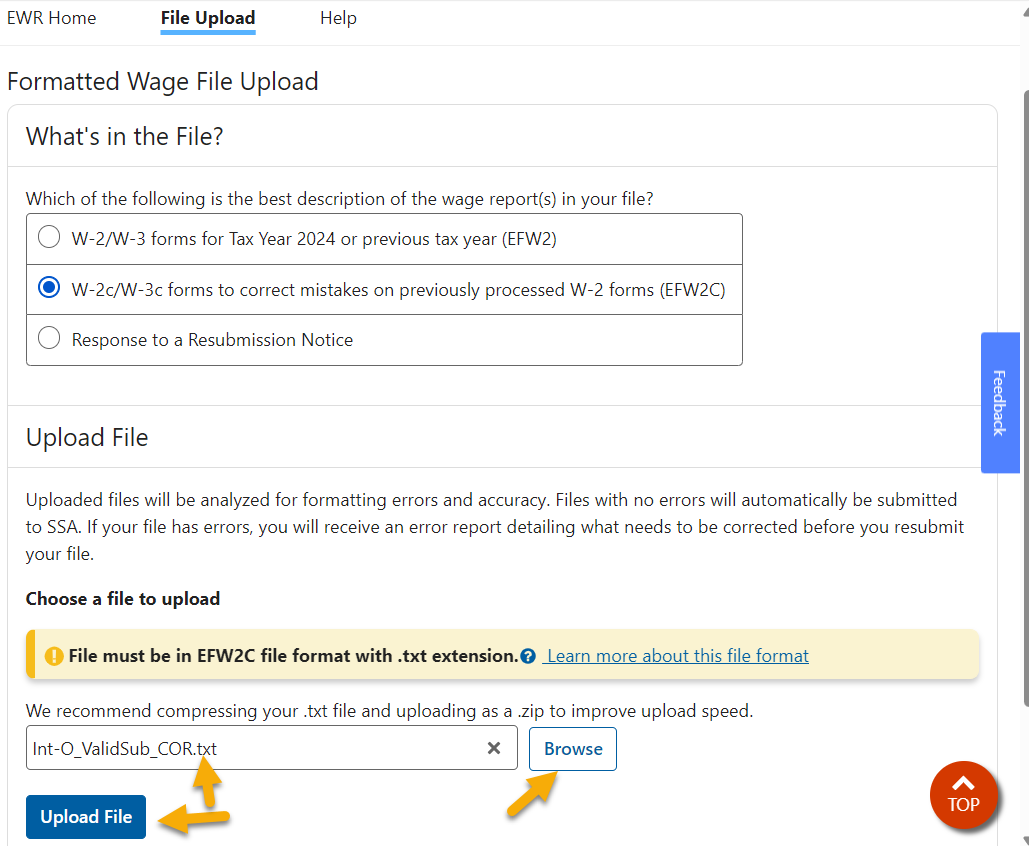 EWR Home File Upload Help
Formatted Wage File Upload
What's in the File?
Which of the following is the best description of the wage report(s) in your file?
W-2/W-3 forms for Tax Year 2024 or previous tax year (EFW2)
W-2c/W-3c forms to correct mistakes on previously processed W-2 forms (EFW2C)
Response to a Resubmission Notice
Feedback
Upload File
Uploaded files will be analyzed for formatting errors and accuracy. Files with no errors will automatically be submitted
to SSA. If your file has errors, you will receive an error report detailing what needs to be corrected before you resubmit
your file.
Choose a file to upload
File must be in EFW2C file format with .txt extension. Learn more about this file format
We recommend compressing your .txt file and uploading as a .zip to improve upload speed.
Int-O_ValidSub_COR.txt Browse
TOP
Upload File